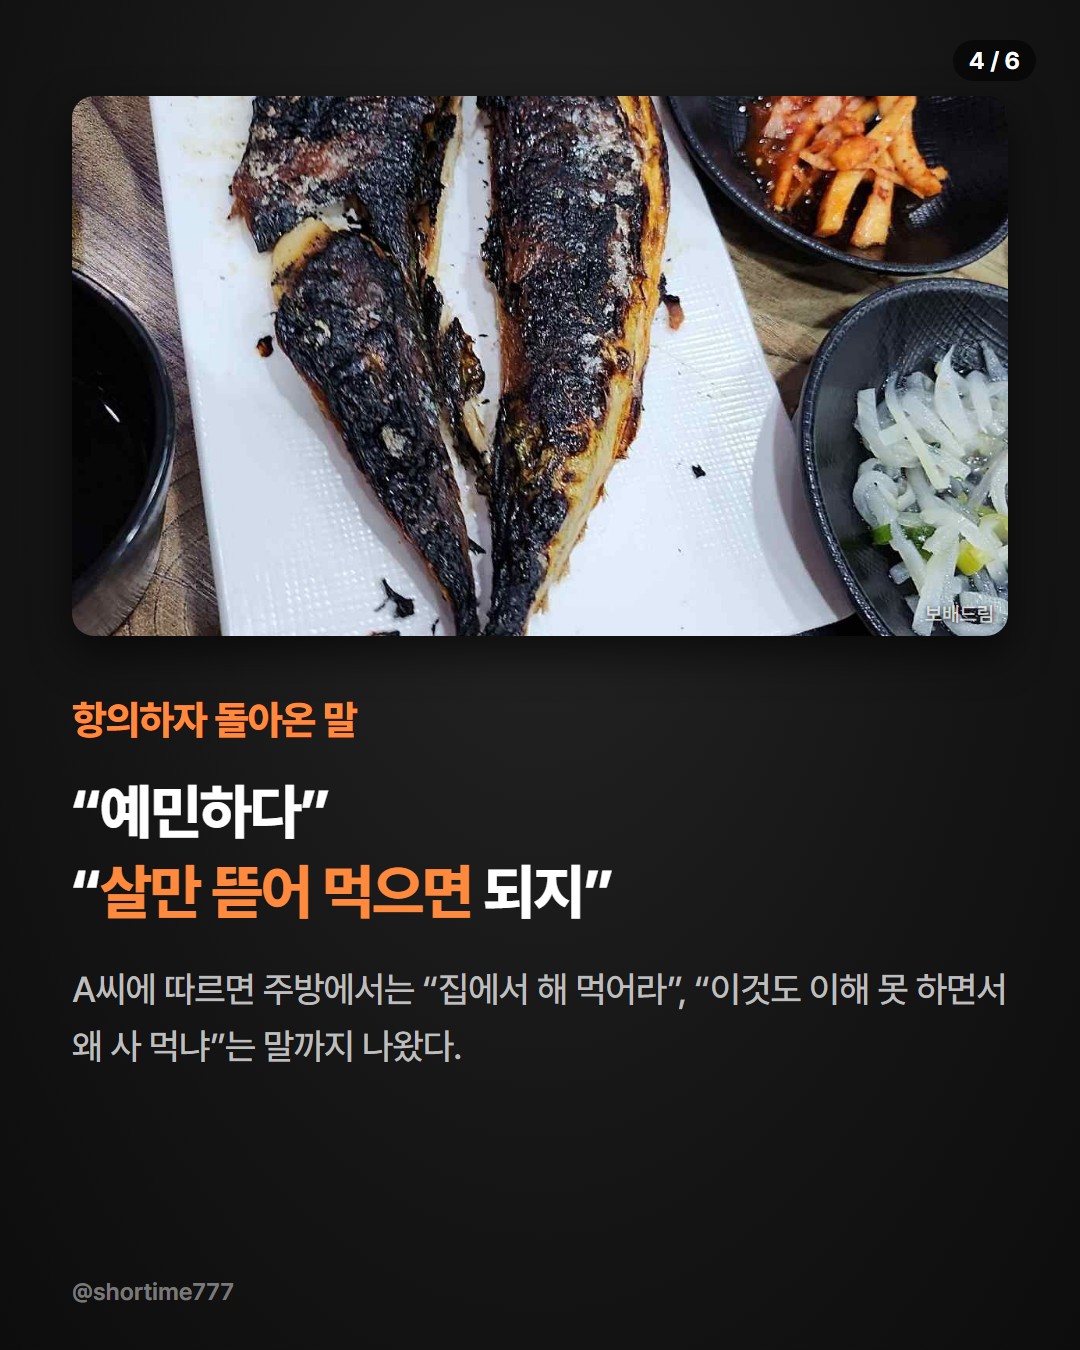 4 / 6
보배드림
항의하자 돌아온 말
“예민하다”
“살만 뜯어 먹으면 되지”
A씨에 따르면 주방에서는 “집에서 해 먹어라”, “이것도 이해 못 하면서
왜 사 먹냐”는 말까지 나왔다.
@shortime777